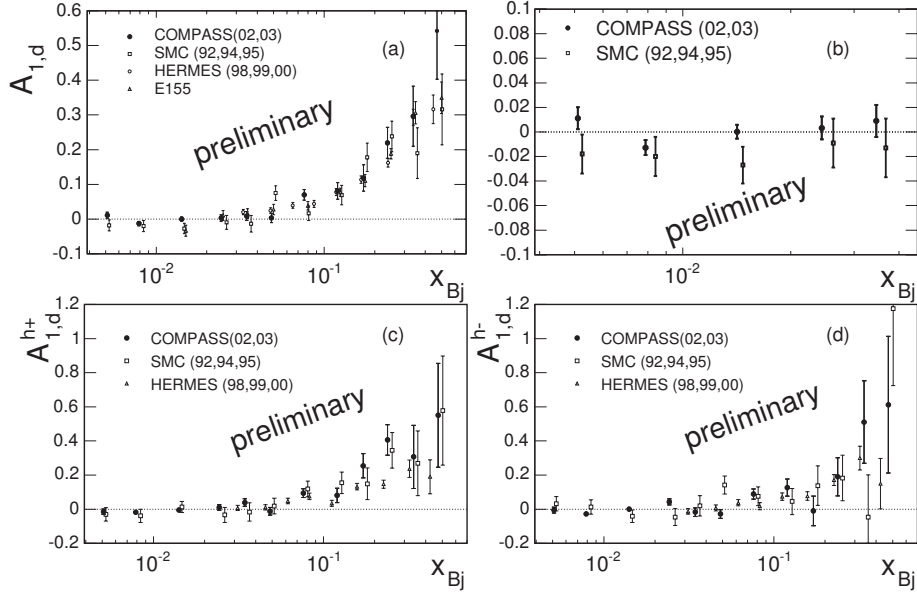 A1,d
0.6
0.5
0.4
0.3
0.2
0.1
0
-0.1
COMPASS(02,03)
SMC (92,94,95)
HERMES (98,99,00)
E155
(a)
preliminary
10-2
10-1
xBj
0.1
0.08
0.06
0.04
0.02
0
-0.02
-0.04
-0.06
-0.08
-0.1
COMPASS (02,03)
SMC (92,94,95)
(b)
preliminary
10-2
xBj
Ah+1,d
1.2
1
0.8
0.6
0.4
0.2
0
-0.2
COMPASS(02,03)
SMC (92,94,95)
HERMES (98,99,00)
(c)
preliminary
10-2
10-1
xBj
Ah-1,d
1.2
1
0.8
0.6
0.4
0.2
0
-0.2
COMPASS(02,03)
SMC (92,94,95)
HERMES (98,99,00)
(d)
preliminary
10-2
10-1
xBj